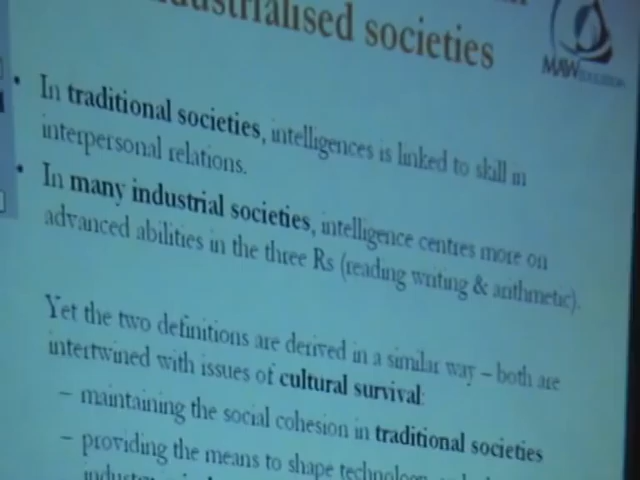 industrialised societies
MAW
• In traditional societies, intelligences is linked to skill in
interpersonal relations.
• In many industrial societies, intelligence centres more on
advanced abilities in the three Rs (reading writing & arithmetic).
Yet the two definitions are derived in a similar way – both are
intertwined with issues of cultural survival:
– maintaining the social cohesion in traditional societies
– providing the means to shape technology